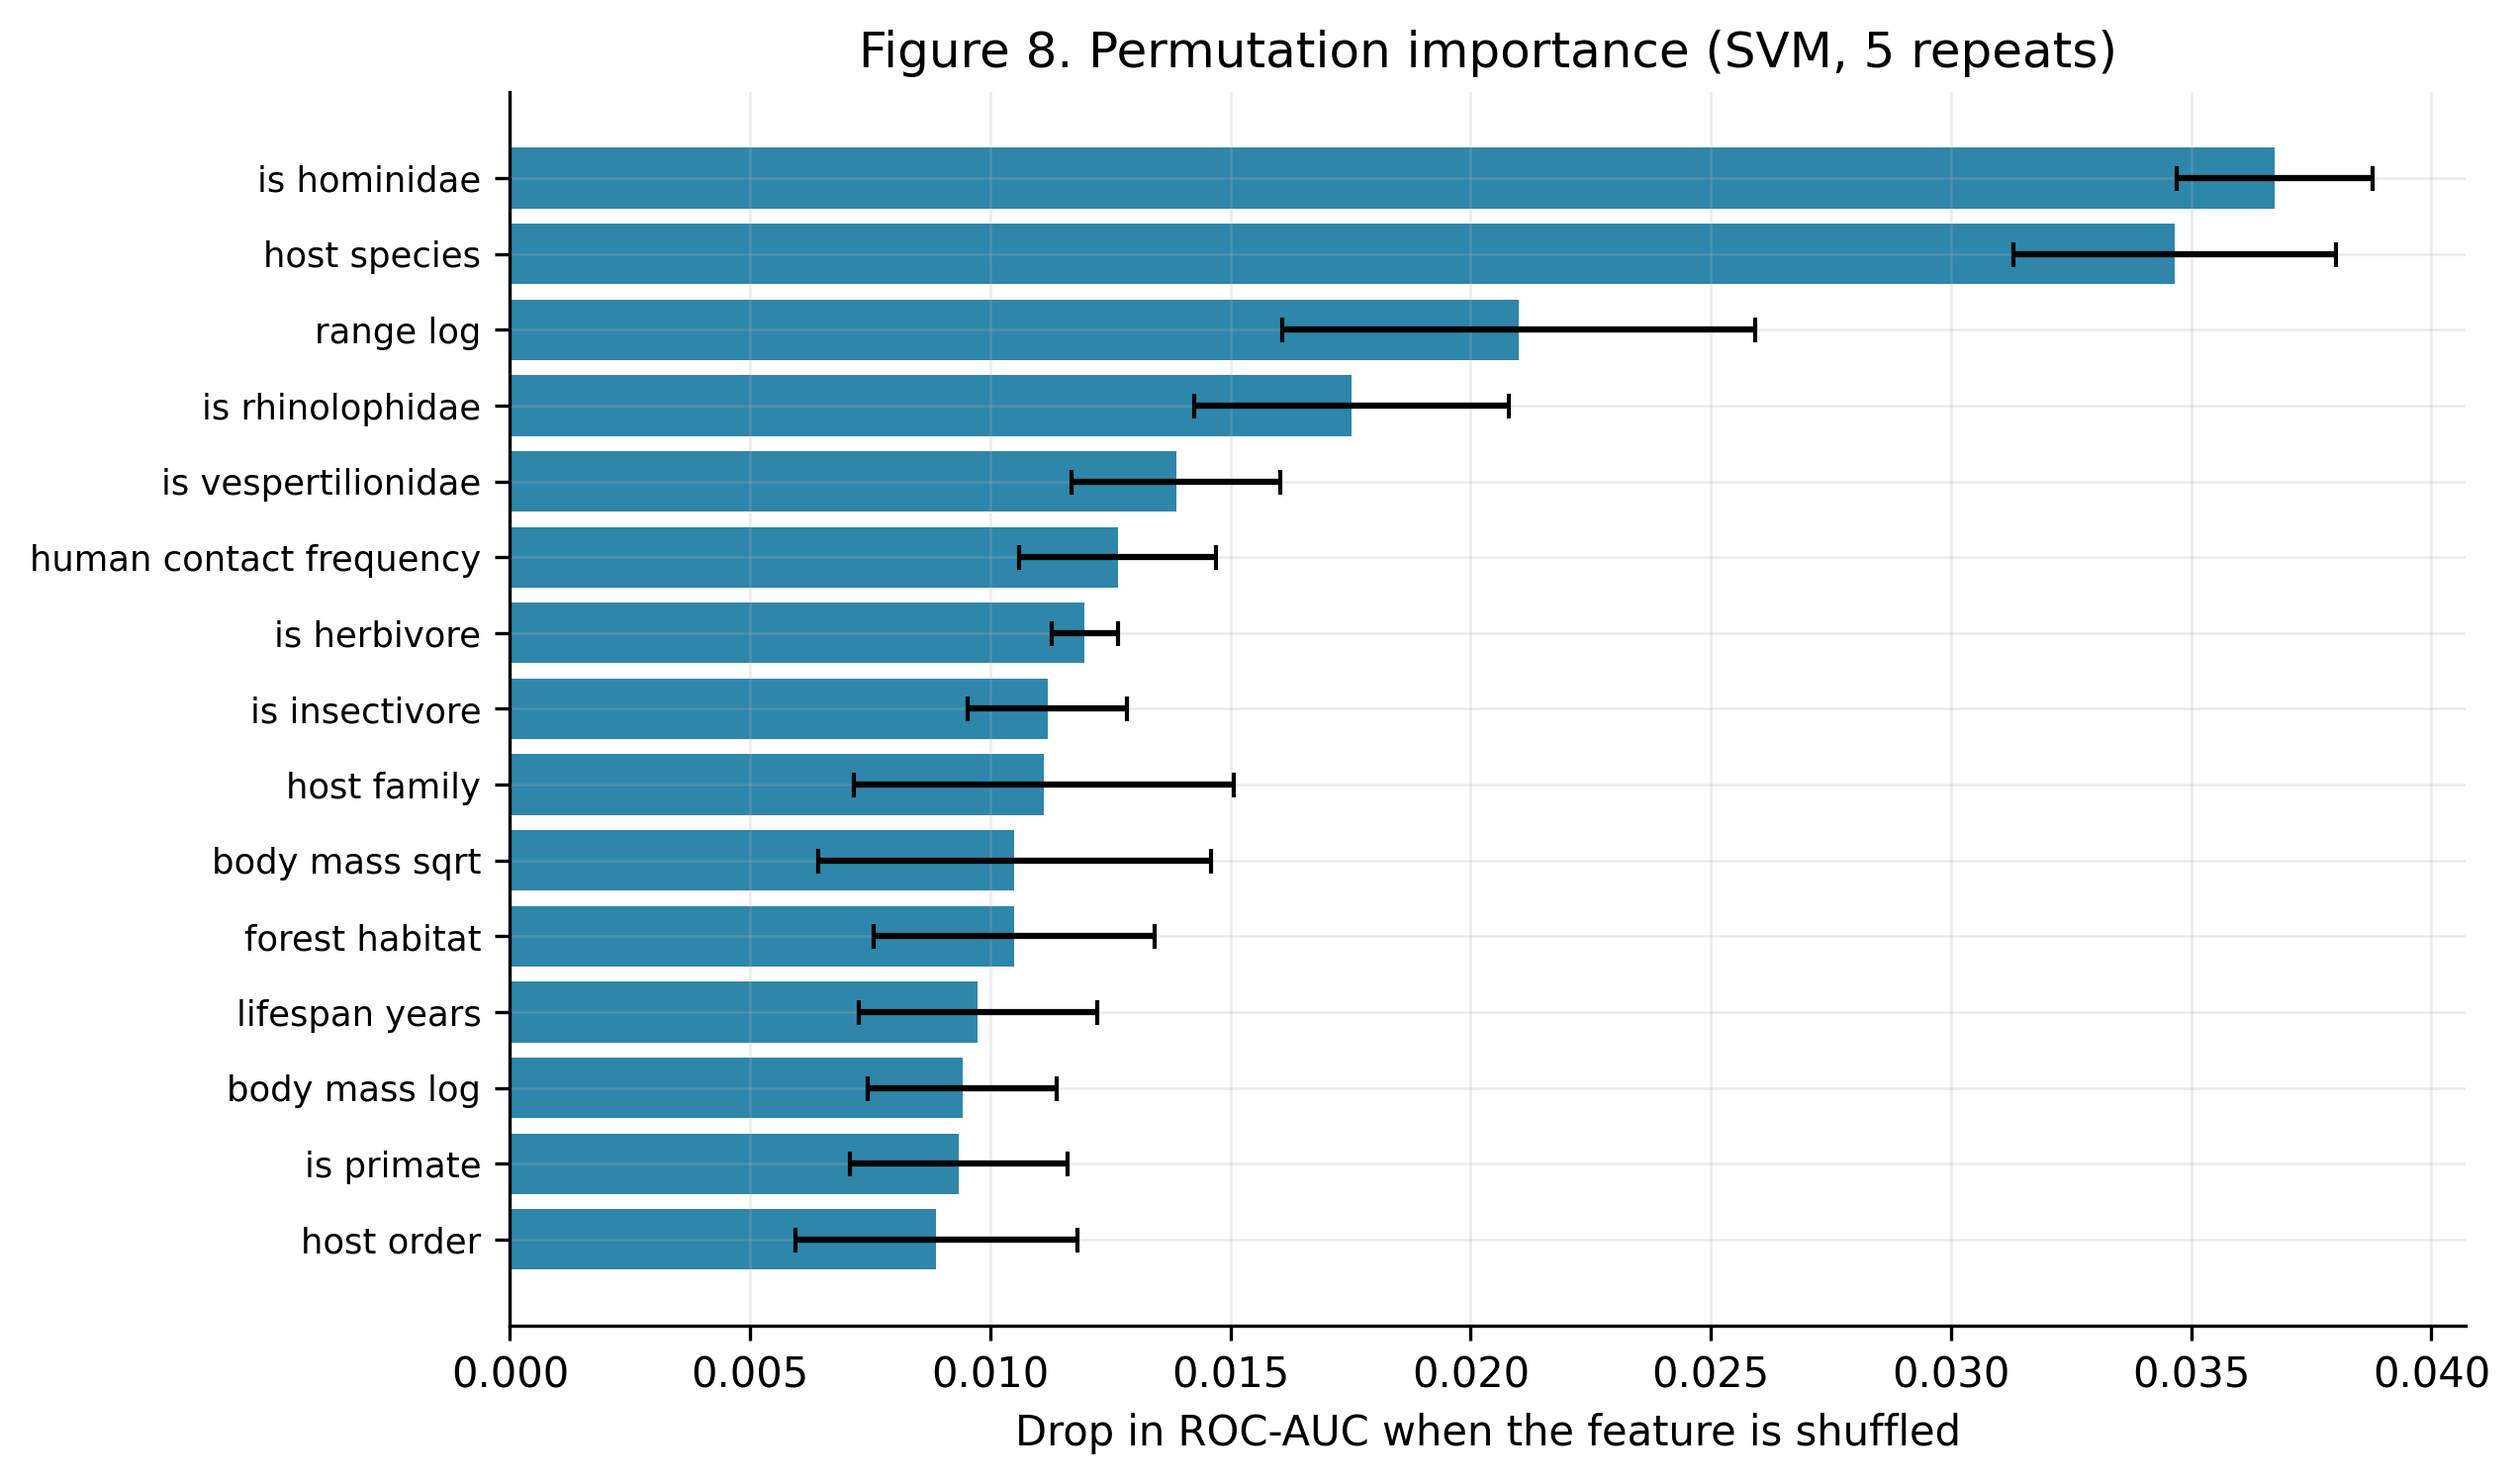 Figure 8. Permutation importance (SVM, 5 repeats)
is hominidae
host species
range log
is rhinolophidae
is vespertilionidae
human contact frequency
is herbivore
is insectivore
host family
body mass sqrt
forest habitat
lifespan years
body mass log
is primate
host order
0.000 0.005 0.010 0.015 0.020 0.025 0.030 0.035 0.040
Drop in ROC-AUC when the feature is shuffled